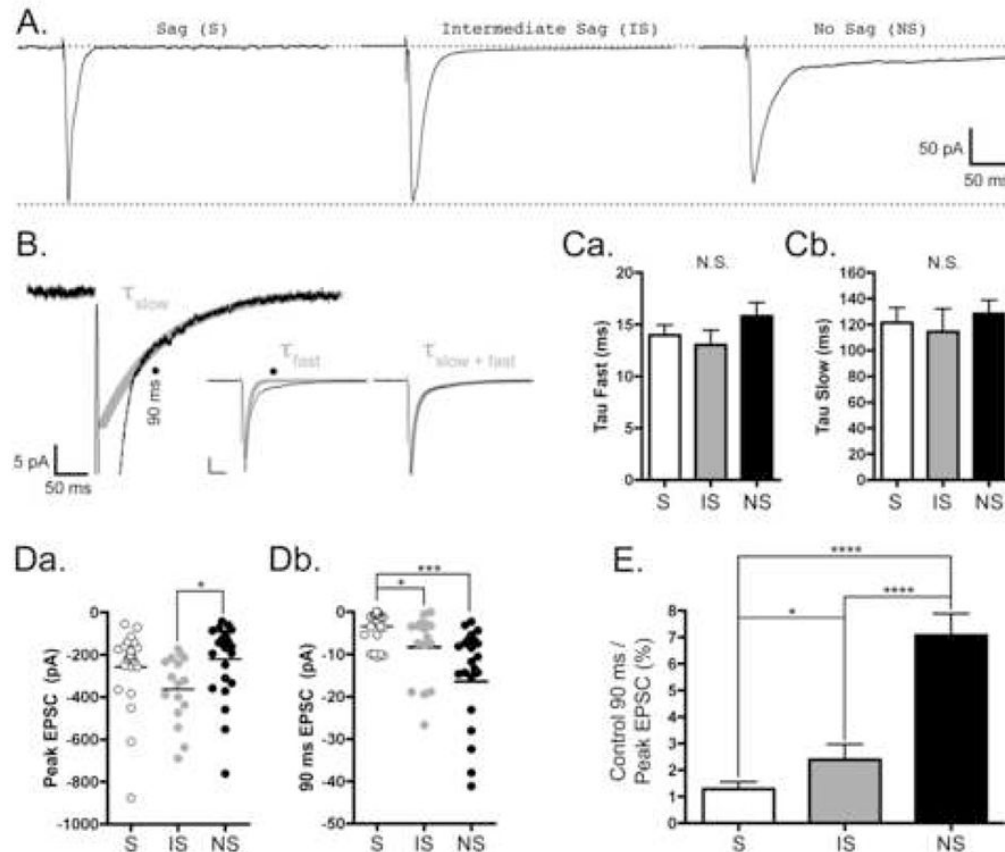 A.
Sag (S)
Intermediate Sag (IS)
No Sag (NS)
50 pA
50 ms
B.
τslow
90 ms
5 pA
50 ms
τfast
τslow + fast
Ca.
N.S.
Tau Fast (ms)
20
15
10
5
0
S IS NS
Cb.
N.S.
Tau Slow (ms)
160
140
120
100
80
60
40
20
0
S IS NS
Da.
*
Peak EPSC (pA)
0
-200
-400
-600
-800
-1000
S IS NS
Db.
***
*
90 ms EPSC (pA)
0
-10
-20
-30
-40
-50
S IS NS
E.
****
* ****
Control 90 ms /
Peak EPSC (%)
8
7
6
5
4
3
2
1
0
S IS NS